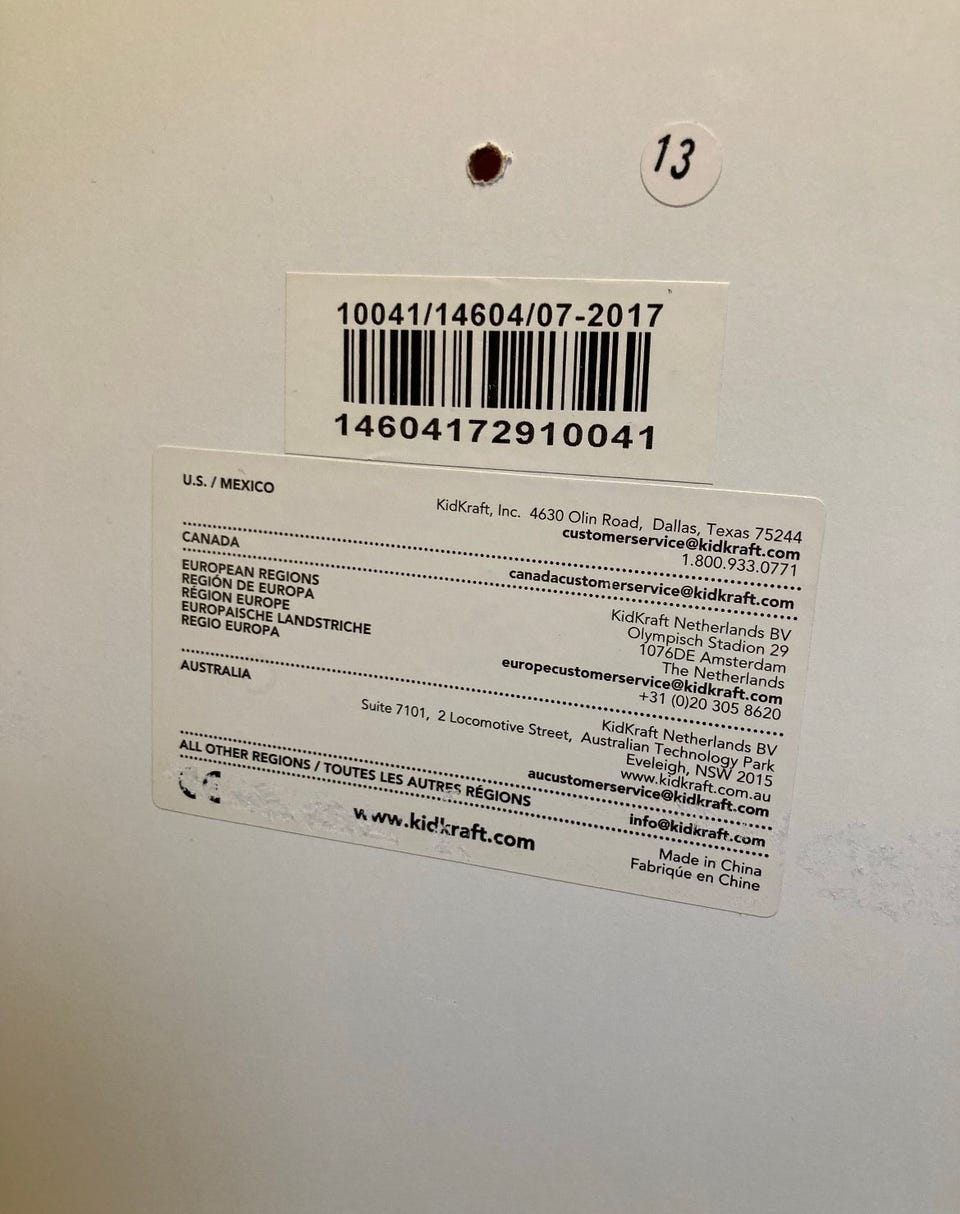 13
10041/14604/07-2017
14604172910041
U.S. / MEXICO
KidKraft, Inc. 4630 Olin Road, Dallas, Texas 75244
customerservice@kidkraft.com
1.800.933.0771
CANADA
canadacustomerservice@kidkraft.com
EUROPEAN REGIONS
REGIÓN DE EUROPA
RÉGION EUROPE
EUROPAISCHE LANDSTRICHE
REGIO EUROPA
KidKraft Netherlands BV
Olympisch Stadion 29
1076DE Amsterdam
The Netherlands
europecustomerservice@kidkraft.com
+31 (0)20 305 8620
AUSTRALIA
KidKraft Netherlands BV
Suite 7101, 2 Locomotive Street, Australian Technology Park
Eveleigh, NSW 2015
www.kidkraft.com.au
aucustomerservice@kidkraft.com
ALL OTHER REGIONS / TOUTES LES AUTRES RÉGIONS
info@kidkraft.com
CE
www.kidkraft.com
Made in China
Fabriqúe en Chine